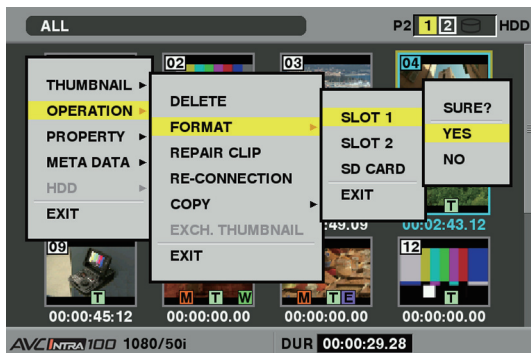 ALL
P2 1 2 HDD
02
03
04
THUMBNAIL
OPERATION
PROPERTY
META DATA
HDD
EXIT
DELETE
FORMAT
REPAIR CLIP
RE-CONNECTION
COPY
EXCH. THUMBNAIL
EXIT
SLOT 1
SLOT 2
SD CARD
EXIT
SURE?
YES
NO
T
:49.09
00:02:43.12
09
12
T
M T W
M T E
T
00:00:45:12
00:00:00.00
00:00:00.00
00:00:00.00
AVC INTRA 100 1080/50i
DUR 00:00:29.28